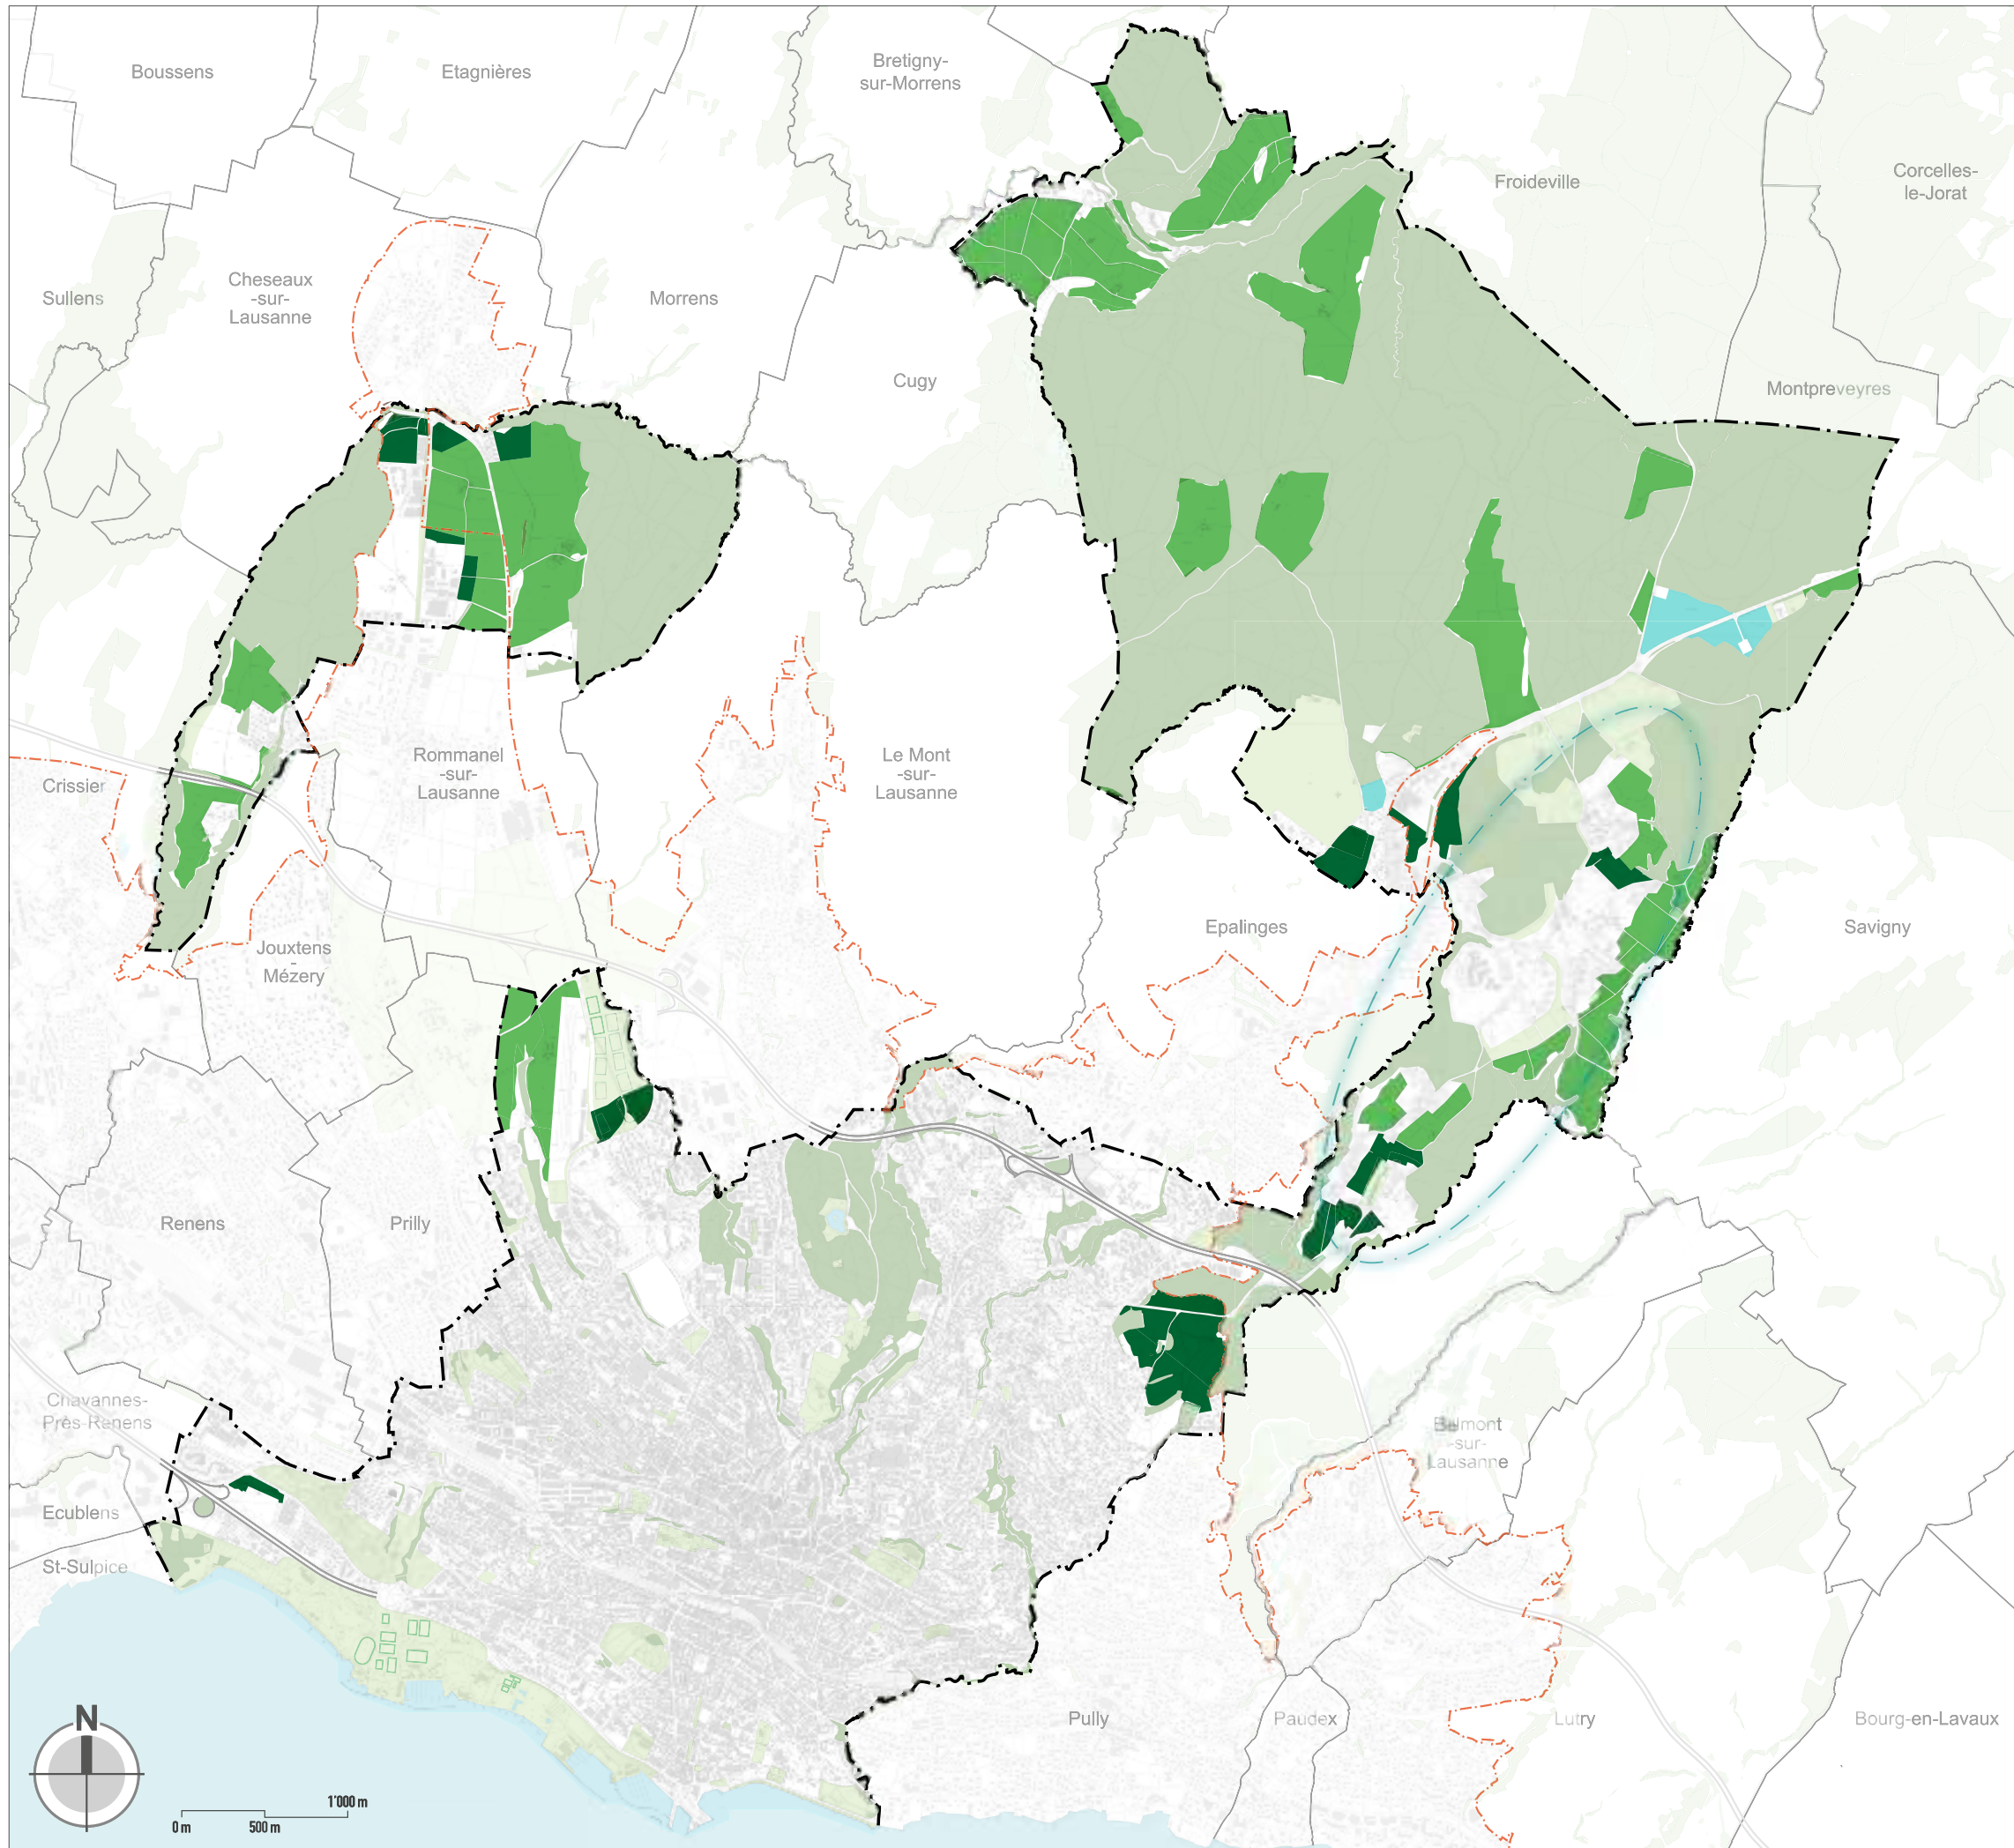 Boussens
Etagnières
Bretigny-
sur-Morrens
Froideville
Corcelles-
le-Jorat
Sullens
Cheseaux
-sur-
Lausanne
Morrens
Cugy
Montpreveyres
Crissier
Rommanel
-sur-
Lausanne
Le Mont
-sur-
Lausanne
Jouxtens
-
Mézery
Epalinges
Savigny
Renens
Prilly
Chavannes-
Près-Renens
Belmont
-sur-
Lausanne
Ecublens
St-Sulpice
Pully
Paudex
Lutry
Bourg-en-Lavaux
N
1'000 m
0 m
500 m